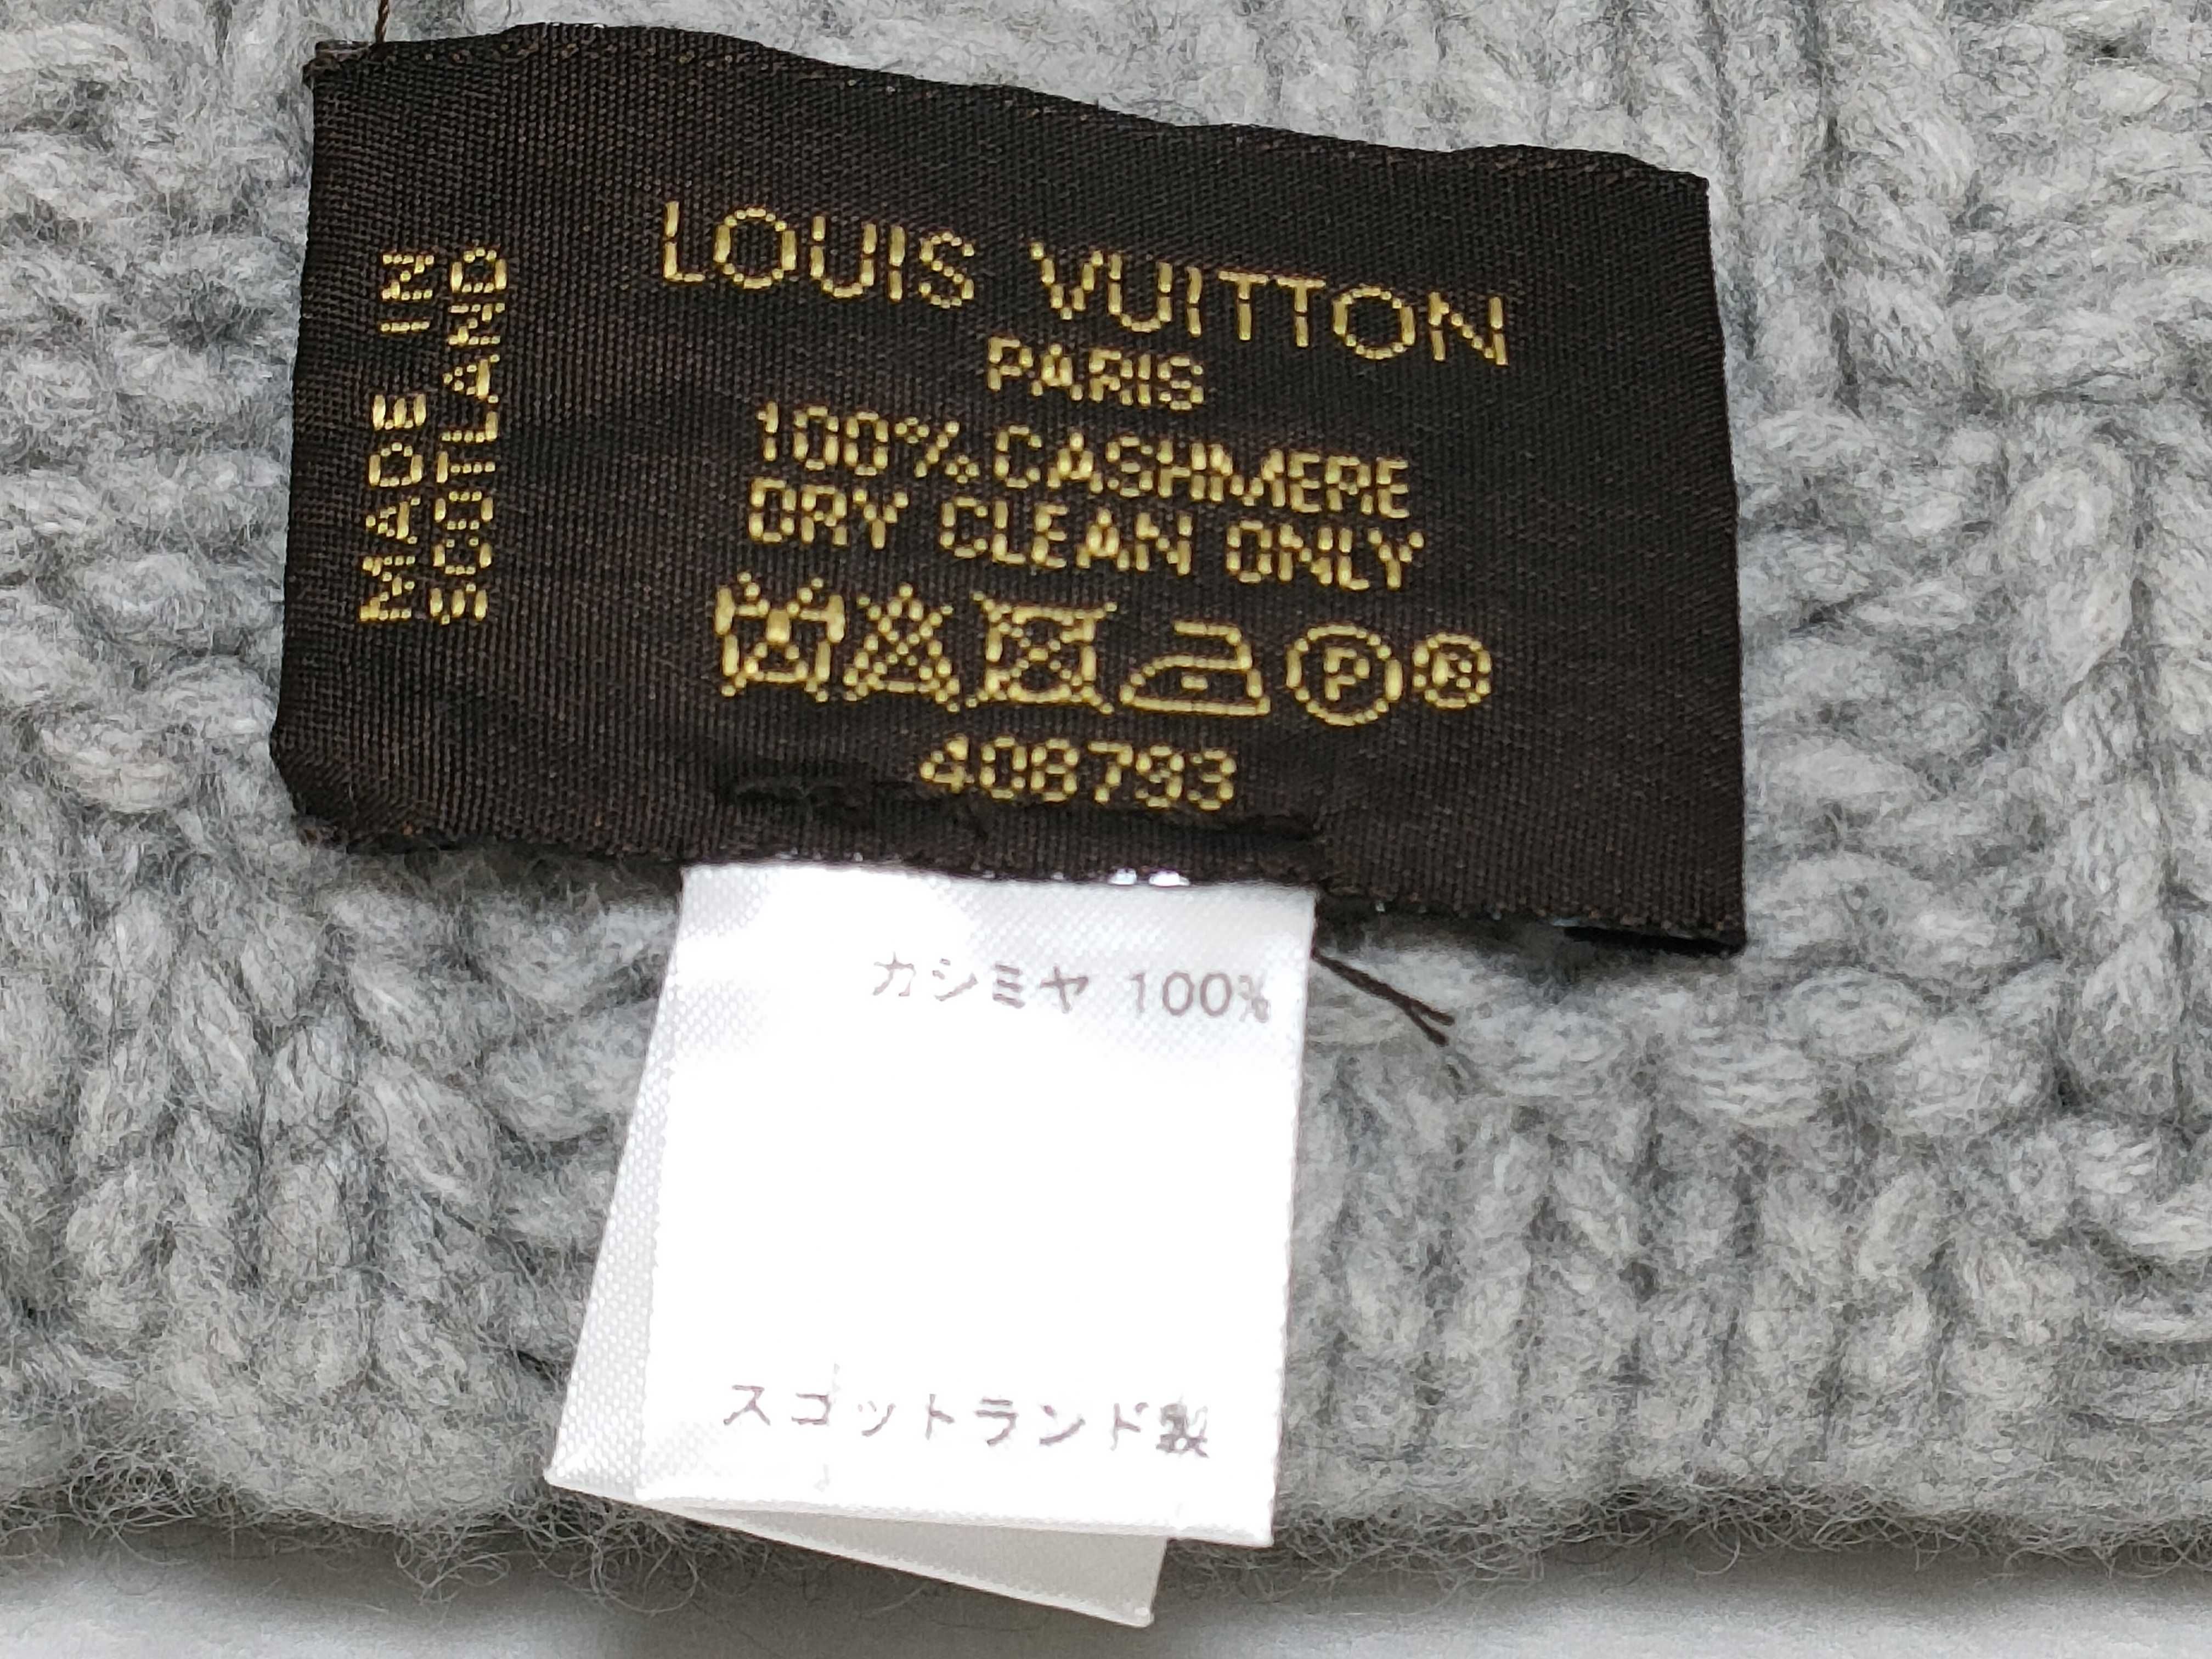 MADE IN
SCOTLAND
LOUIS VUITTON
PARIS
100% CASHMERE
DRY CLEAN ONLY
P ®
408793
カシミヤ 100%
スコットランド製